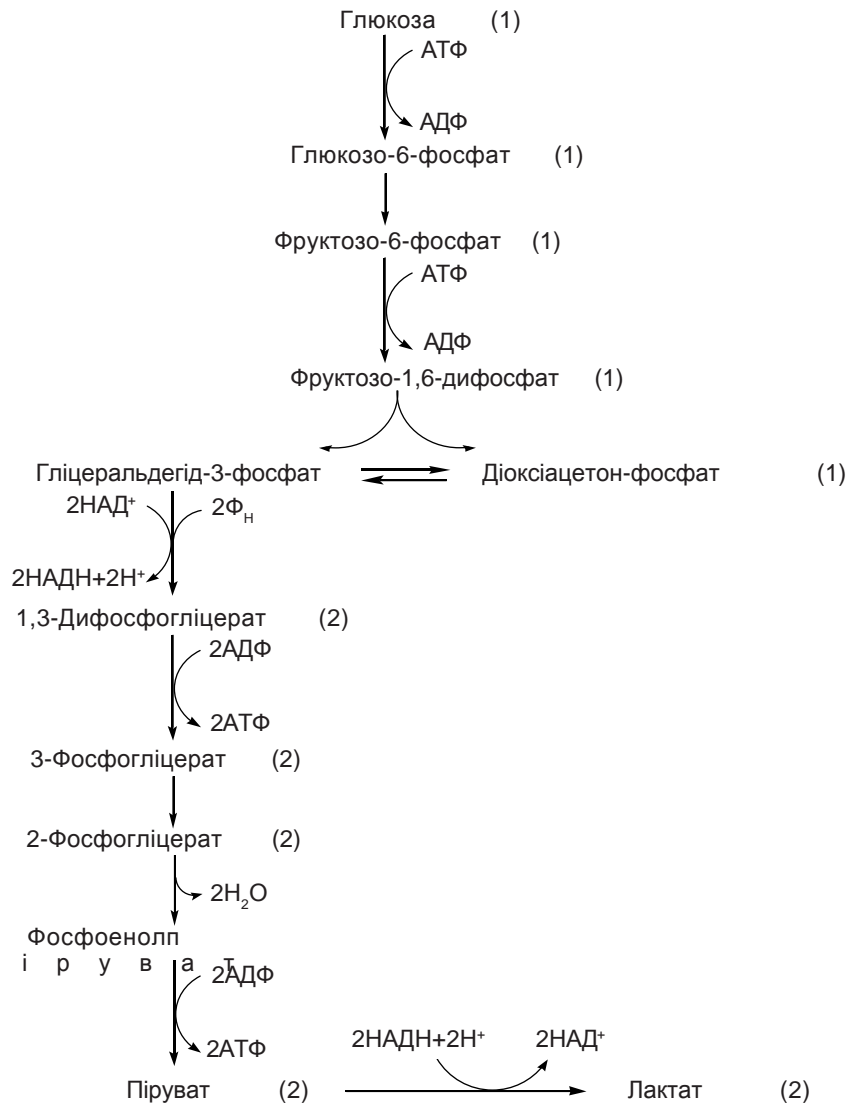 Глюкоза (1)
АТФ
АДФ
Глюкозо-6-фосфат (1)
Фруктозо-6-фосфат (1)
АТФ
АДФ
Фруктозо-1,6-дифосфат (1)
Гліцеральдегід-3-фосфат Діоксіацетон-фосфат (1)
2НАД⁺ 2Фн
2НАДН+2Н⁺
1,3-Дифосфогліцерат (2)
2АДФ
2АТФ
3-Фосфогліцерат (2)
2-Фосфогліцерат (2)
2H₂O
Фосфоенолп
і р у в а т
2АДФ
2АТФ
2НАДН+2Н⁺ 2НАД⁺
Піруват (2) Лактат (2)